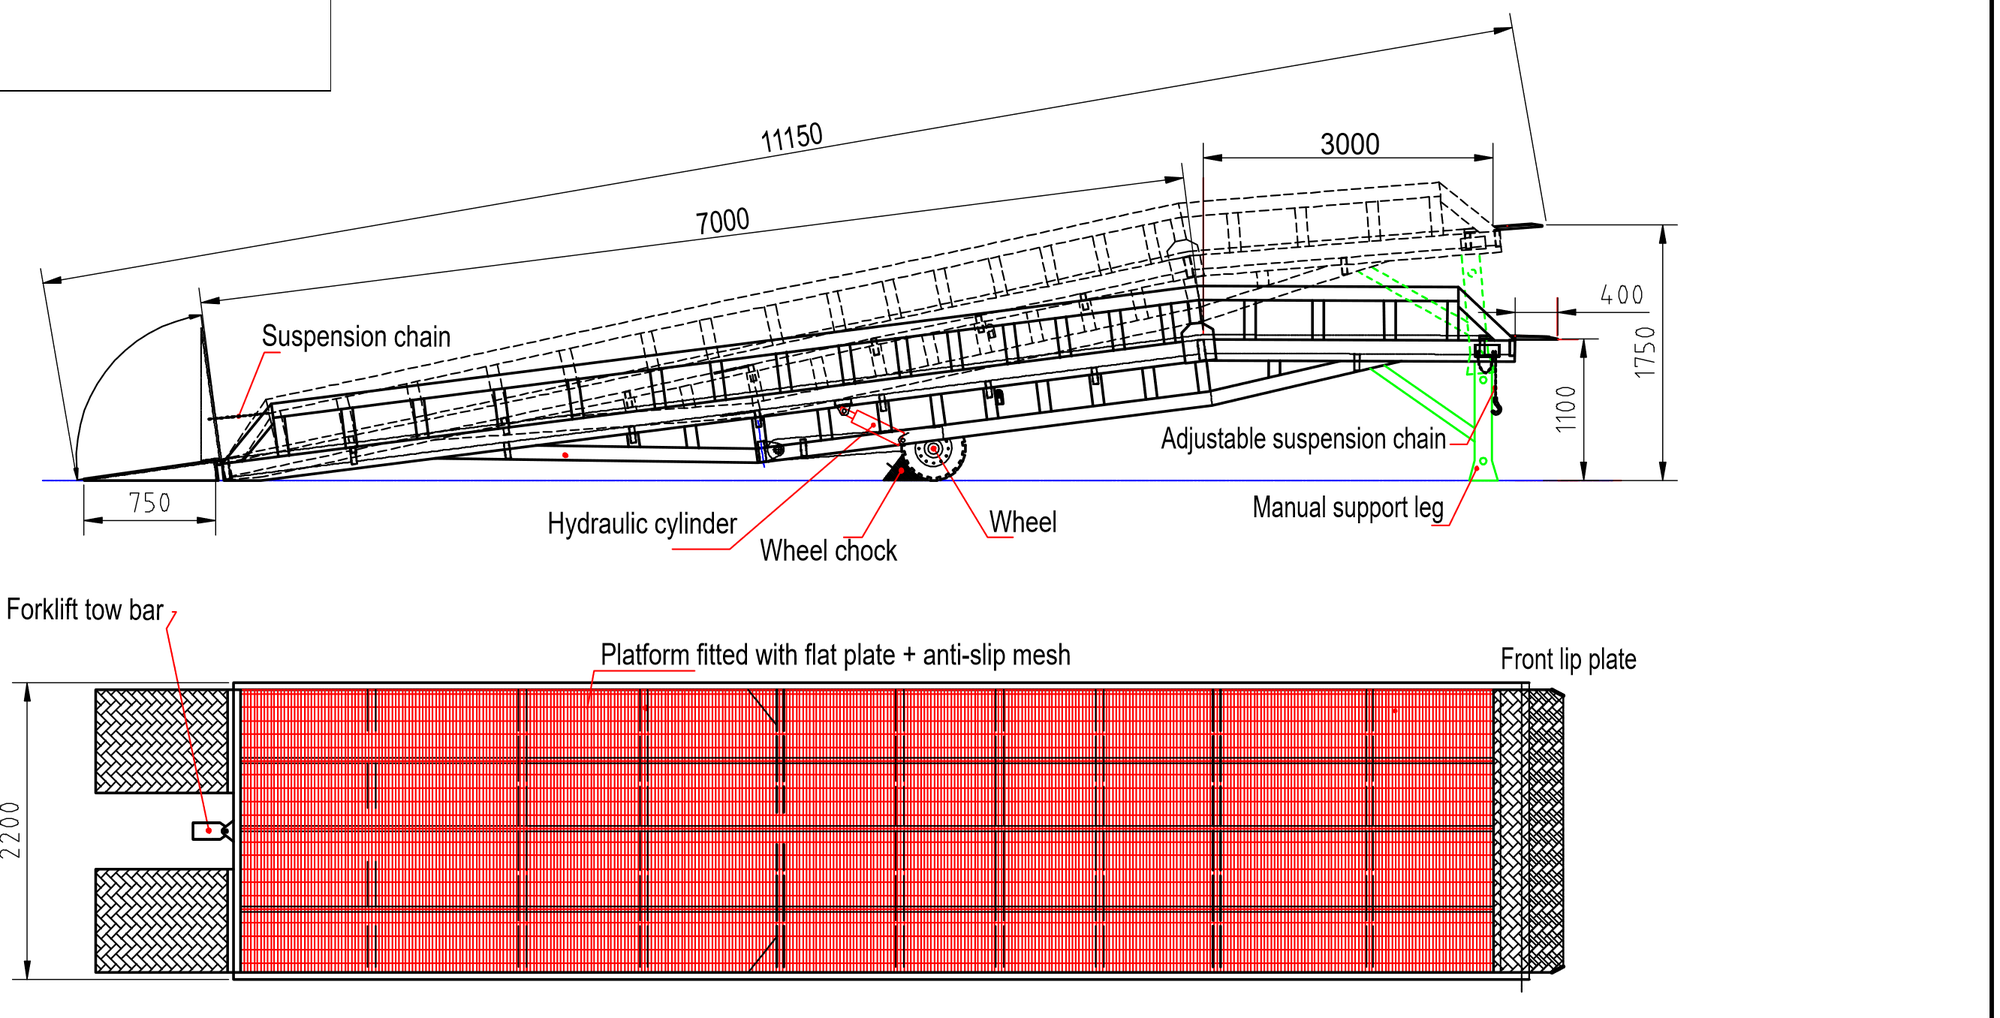 11150
3000
7000
400
Suspension chain
1750
1100
Adjustable suspension chain
750
Manual support leg
Hydraulic cylinder
Wheel
Wheel chock
Forklift tow bar
Platform fitted with flat plate + anti-slip mesh
Front lip plate
2200